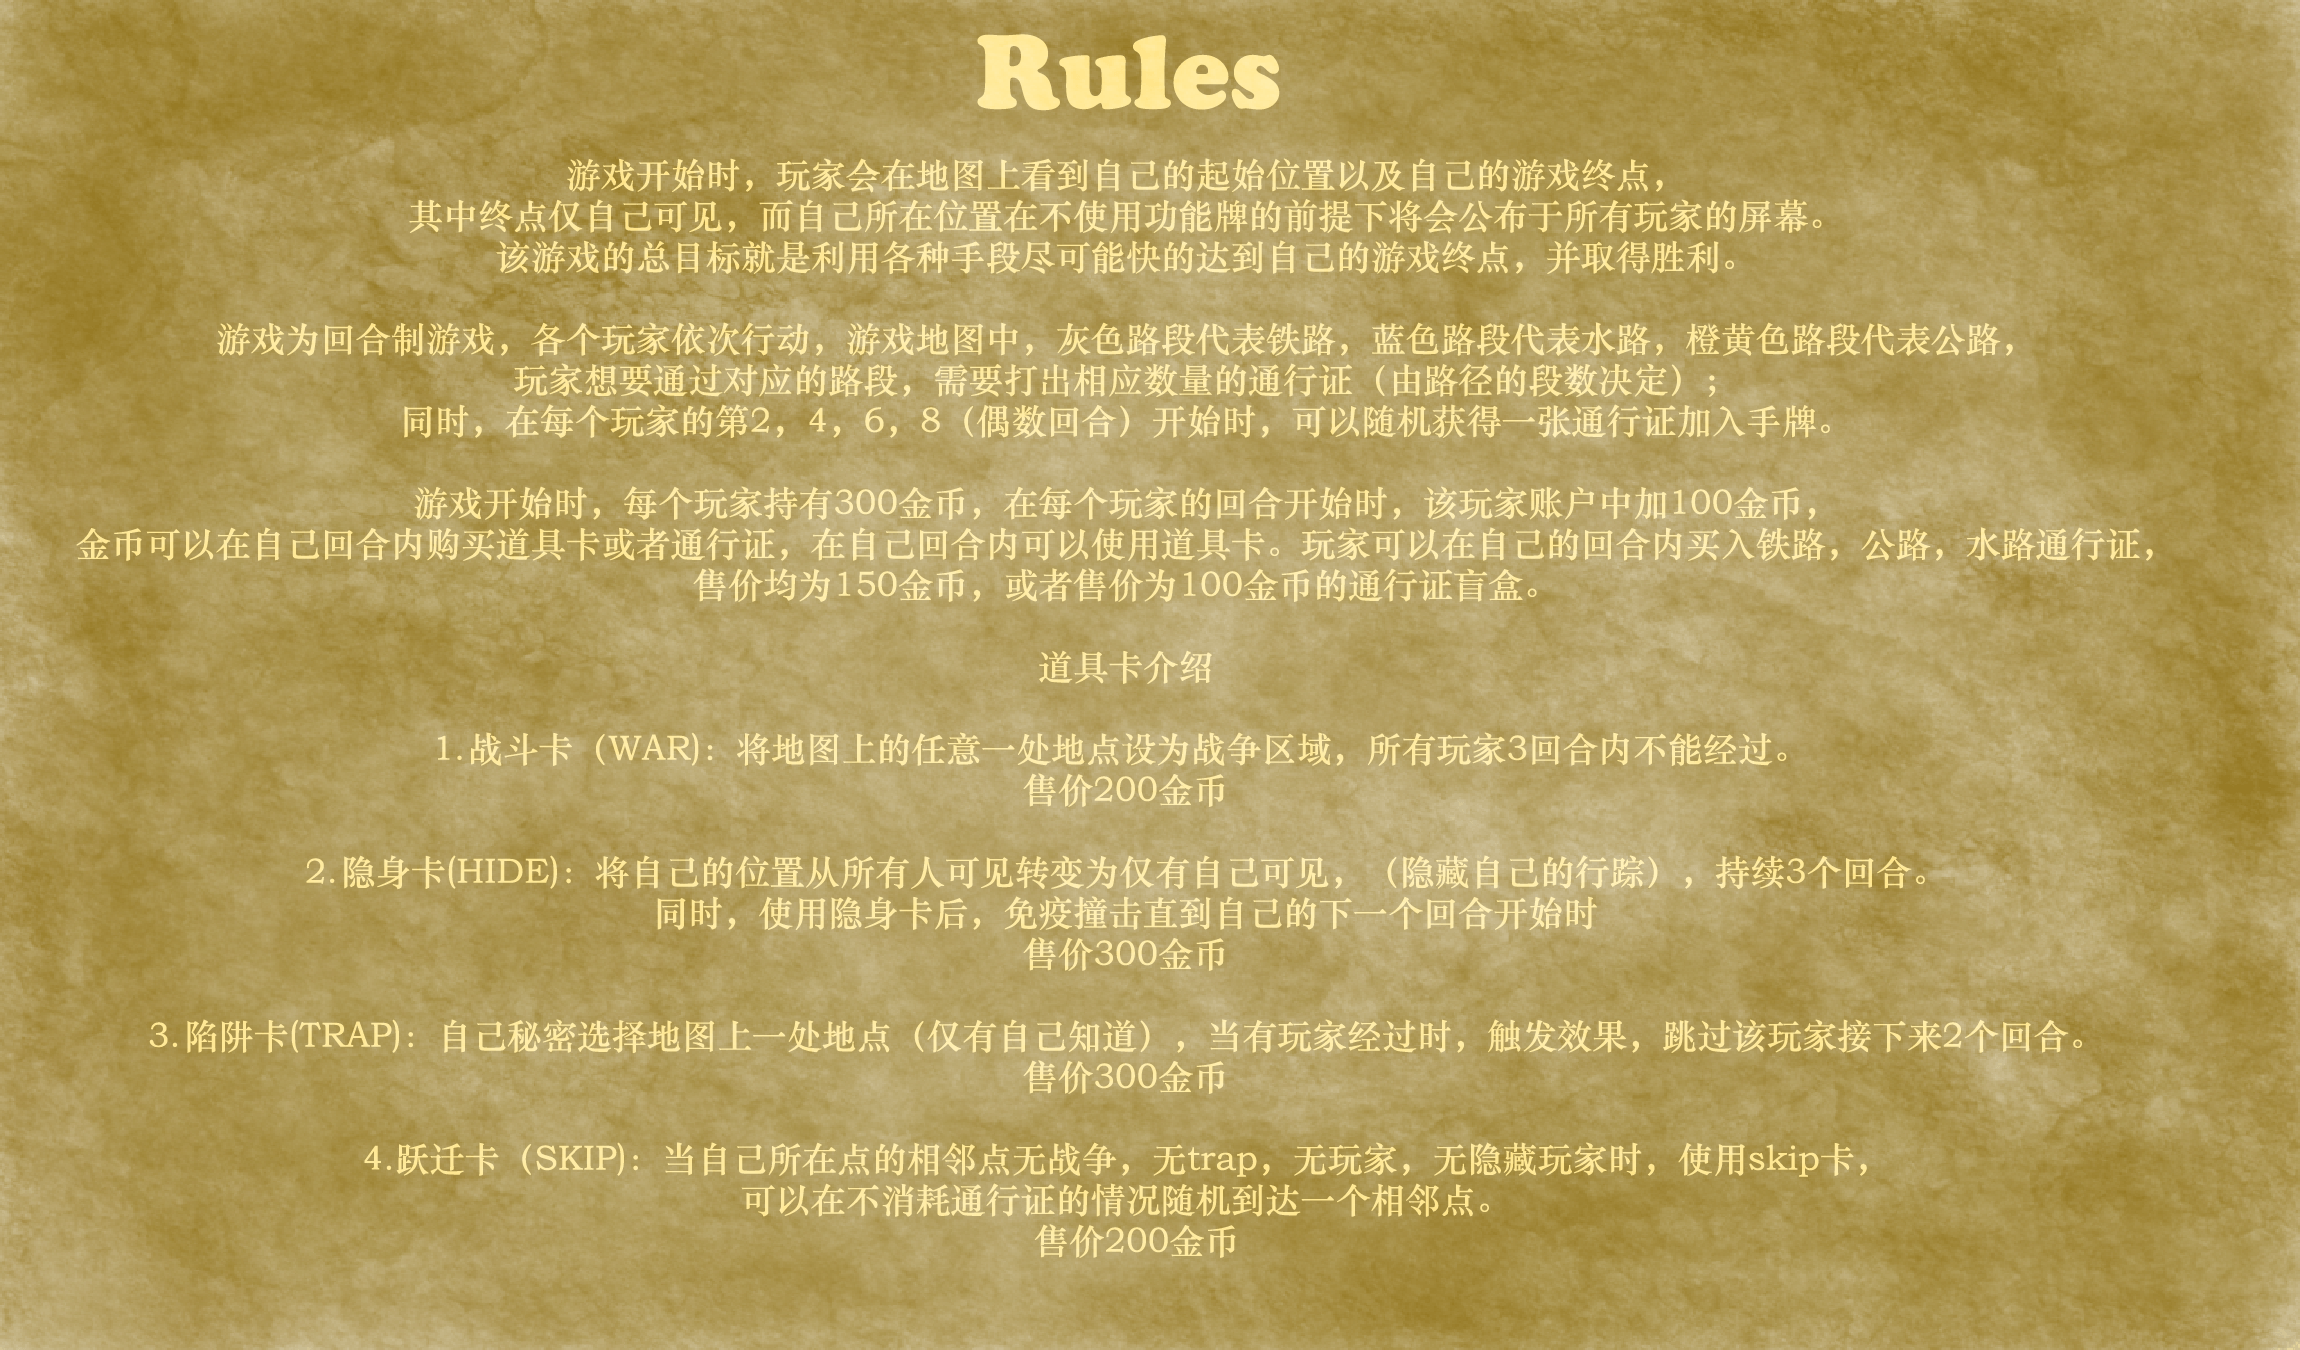 Rules
游戏开始时，玩家会在地图上看到自己的起始位置以及自己的游戏终点，
其中终点仅自己可见，而自己所在位置在不使用功能牌的前提下将会公布于所有玩家的屏幕。
该游戏的总目标就是利用各种手段尽可能快的达到自己的游戏终点，并取得胜利。
游戏为回合制游戏，各个玩家依次行动，游戏地图中，灰色路段代表铁路，蓝色路段代表水路，橙黄色路段代表公路，
玩家想要通过对应的路段，需要打出相应数量的通行证（由路径的段数决定）；
同时，在每个玩家的第2，4，6，8（偶数回合）开始时，可以随机获得一张通行证加入手牌。
游戏开始时，每个玩家持有300金币，在每个玩家的回合开始时，该玩家账户中加100金币，
金币可以在自己回合内购买道具卡或者通行证，在自己回合内可以使用道具卡。玩家可以在自己的回合内买入铁路，公路，水路通行证，
售价均为150金币，或者售价为100金币的通行证盲盒。
道具卡介绍
1.战斗卡（WAR)：将地图上的任意一处地点设为战争区域，所有玩家3回合内不能经过。
售价200金币
2.隐身卡(HIDE)：将自己的位置从所有人可见转变为仅有自己可见，（隐藏自己的行踪），持续3个回合。
同时，使用隐身卡后，免疫撞击直到自己的下一个回合开始时
售价300金币
3.陷阱卡(TRAP)：自己秘密选择地图上一处地点（仅有自己知道），当有玩家经过时，触发效果，跳过该玩家接下来2个回合。
售价300金币
4.跃迁卡（SKIP)：当自己所在点的相邻点无战争，无trap，无玩家，无隐藏玩家时，使用skip卡，
可以在不消耗通行证的情况随机到达一个相邻点。
售价200金币